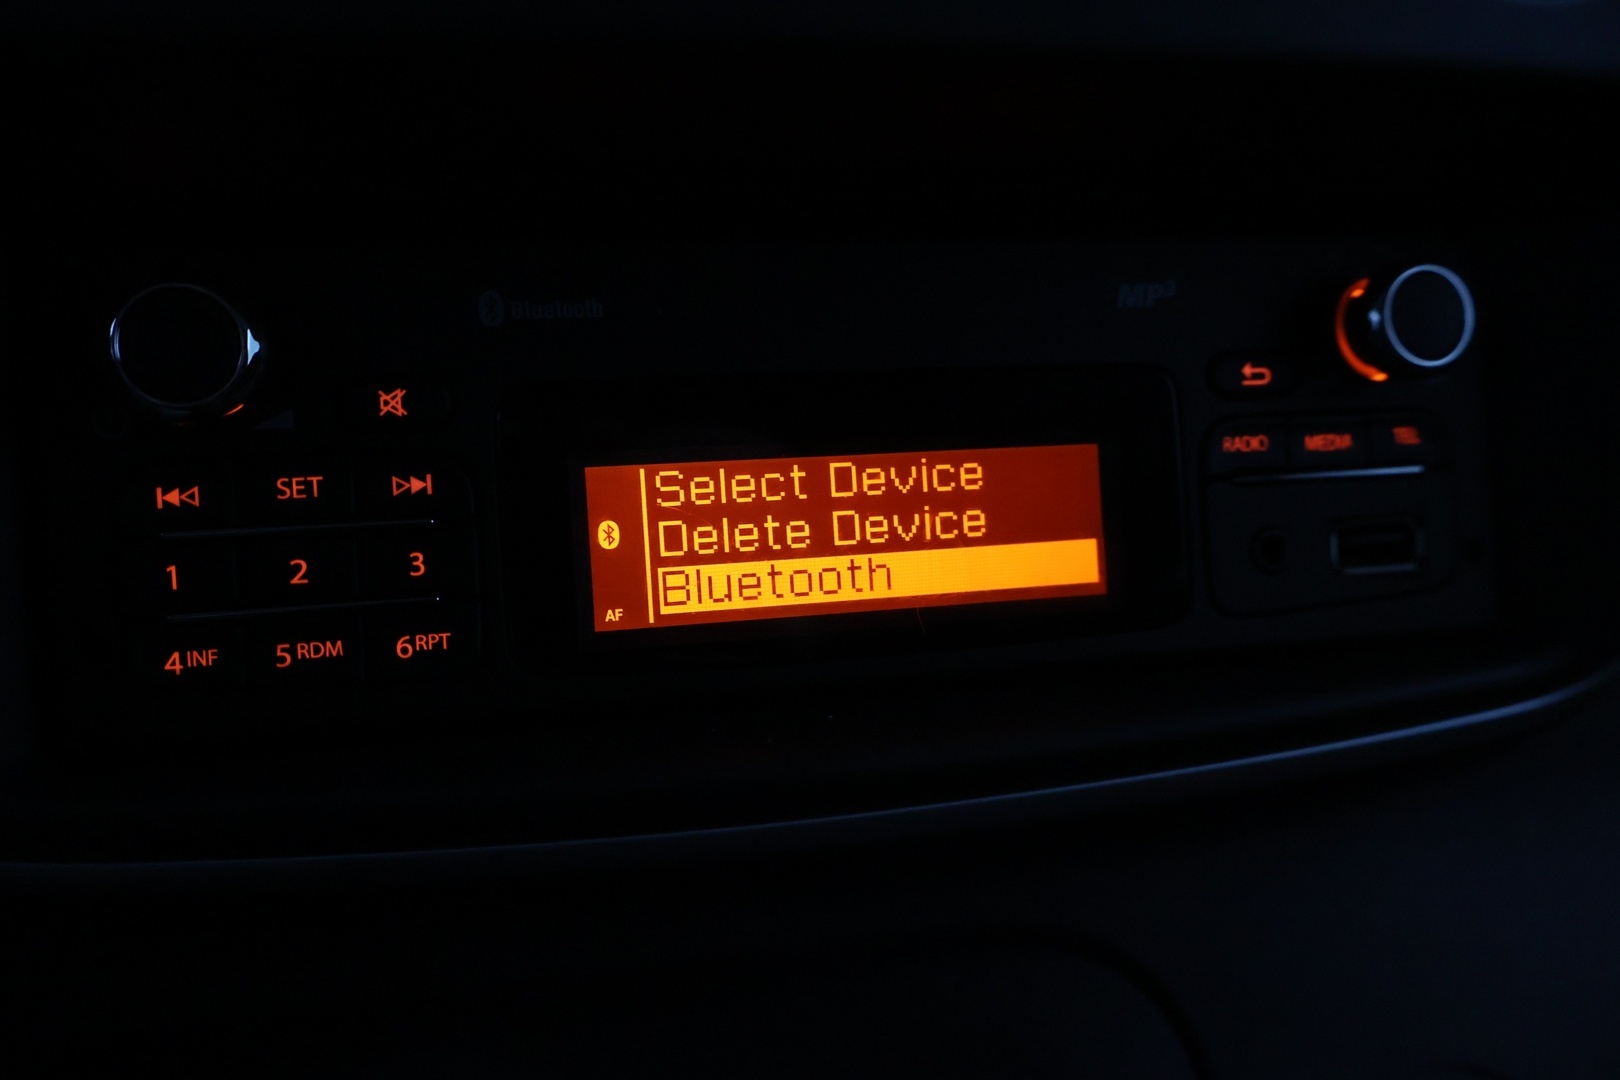 Bluetooth
MP3
SET
RADIO MEDIA TEL
1 2 3
4 INF 5 RDM 6 RPT
Select Device
Delete Device
Bluetooth
AF